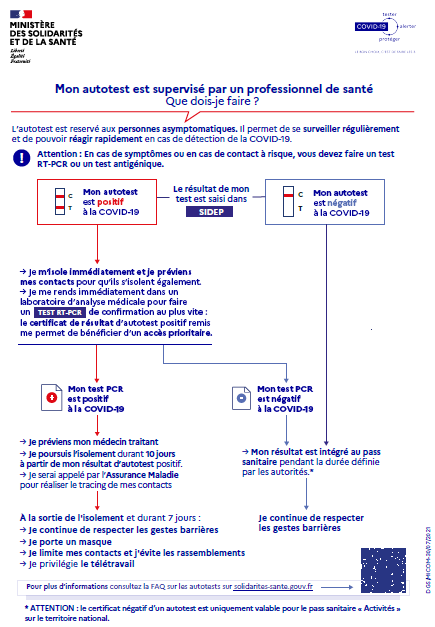 MINISTÈRE
DES SOLIDARITÉS
ET DE LA SANTÉ
Liberté
Égalité
Fraternité
tester
COVID-19
alerter
protéger
Mon autotest est supervisé par un professionnel de santé
Que dois-je faire ?
L'autotest est reservé aux personnes asymptomatiques. Il permet de se surveiller régulièrement
et de pouvoir réagir rapidement en cas de détection de la COVID-19.
! Attention : En cas de symptômes ou en cas de contact à risque, vous devez faire un test
RT-PCR ou un test antigénique.
C
T
Mon autotest
est positif
à la COVID-19
Le résultat de mon
test est saisi dans
SIDEP
C
T
Mon autotest
est négatif
à la COVID-19
→ Je m'isole immédiatement et je préviens
mes contacts pour qu'ils s'isolent également.
→ Je me rends immédiatement dans un
laboratoire d'analyse médicale pour faire
un TEST RT-PCR de confirmation au plus vite :
le certificat de résultat d'autotest positif remis
me permet de bénéficier d'un accès prioritaire.
Mon test PCR
est positif
à la COVID-19
Mon test PCR
est négatif
à la COVID-19
→ Je préviens mon médecin traitant
→ Je poursuis l'isolement durant 10 jours
à partir de mon résultat d'autotest positif.
→ Je serai appelé par l'Assurance Maladie
pour réaliser le tracing de mes contacts
→ Mon résultat est intégré au pass
sanitaire pendant la durée définie
par les autorités.*
À la sortie de l'isolement et durant 7 jours :
→ Je continue de respecter les gestes barrières
→ Je porte un masque
→ Je limite mes contacts et j'évite les rassemblements
→ Je privilégie le télétravail
Je continue de respecter
les gestes barrières
Pour plus d'informations consultez la FAQ sur les autotests sur solidarites-sante.gouv.fr
* ATTENTION : le certificat négatif d'un autotest est uniquement valable pour le pass sanitaire « Activités »
sur le territoire national.